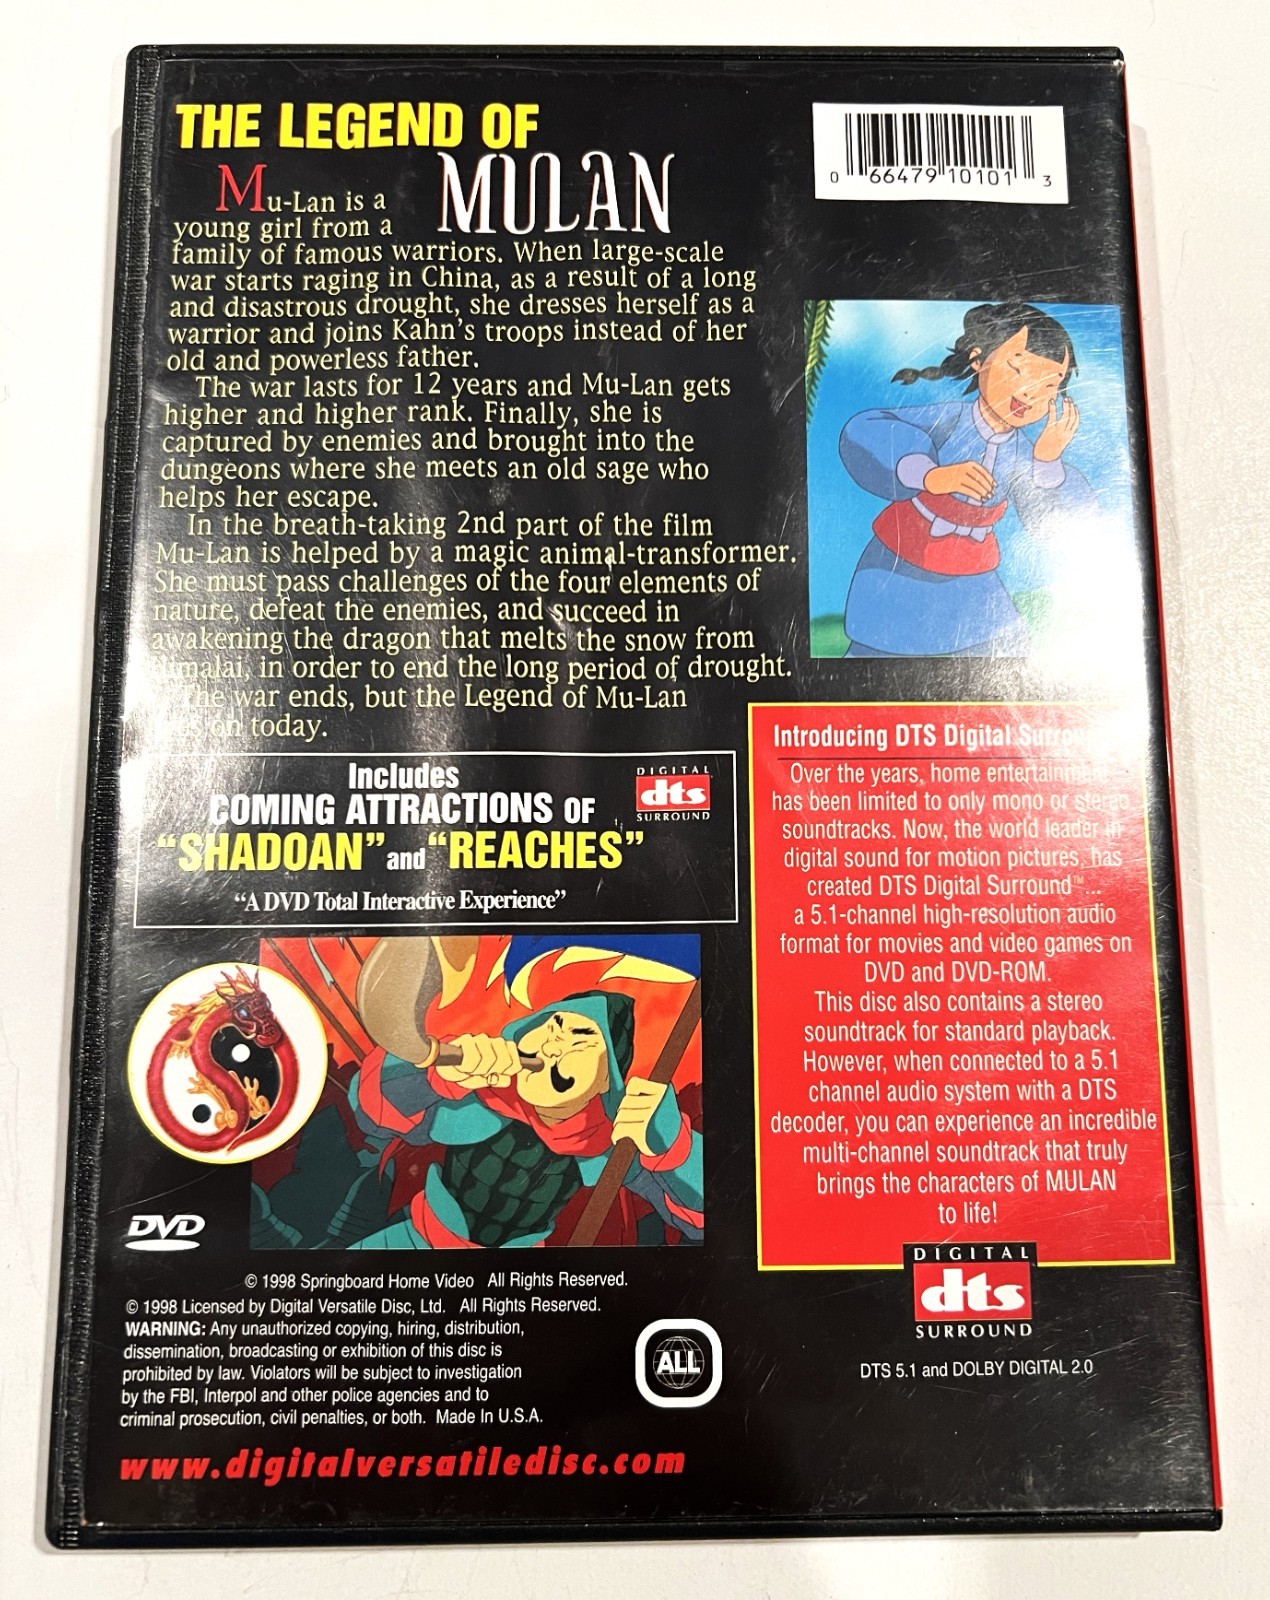 THE LEGEND OF
MULAN
Mu-Lan is a
young girl from a
family of famous warriors. When large-scale
war starts raging in China, as a result of a long
and disastrous drought, she dresses herself as a
warrior and joins Kahn's troops instead of her
old and powerless father.
The war lasts for 12 years and Mu-Lan gets
higher and higher rank. Finally, she is
captured by enemies and brought into the
dungeons where she meets an old sage who
helps her escape.
In the breath-taking 2nd part of the film
Mu-Lan is helped by a magic animal-transformer.
She must pass challenges of the four elements of
nature, defeat the enemies, and succeed in
awakening the dragon that melts the snow from
in order to end the long period of drought.
The war ends, but the Legend of Mu-Lan
on today.
0 66479 10101 3
Includes
COMING ATTRACTIONS OF
"SHADOAN" and "REACHES"
"A DVD Total Interactive Experience"
DIGITAL
dts
SURROUND
Introducing DTS Digital Surround
Over the years, home entertainment
has been limited to only mono or stereo
soundtracks. Now, the world leader in
digital sound for motion pictures, has
created DTS Digital Surround™...
a 5.1-channel high-resolution audio
format for movies and video games on
DVD and DVD-ROM.
This disc also contains a stereo
soundtrack for standard playback.
However, when connected to a 5.1
channel audio system with a DTS
decoder, you can experience an incredible
multi-channel soundtrack that truly
brings the characters of MULAN
to life!
DIGITAL
dts
SURROUND
DTS 5.1 and DOLBY DIGITAL 2.0
DVD
© 1998 Springboard Home Video All Rights Reserved.
© 1998 Licensed by Digital Versatile Disc, Ltd. All Rights Reserved.
WARNING: Any unauthorized copying, hiring, distribution,
dissemination, broadcasting or exhibition of this disc is
prohibited by law. Violators will be subject to investigation
by the FBI, Interpol and other police agencies and to
criminal prosecution, civil penalties, or both. Made In U.S.A.
ALL
www.digitalversatiledisc.com